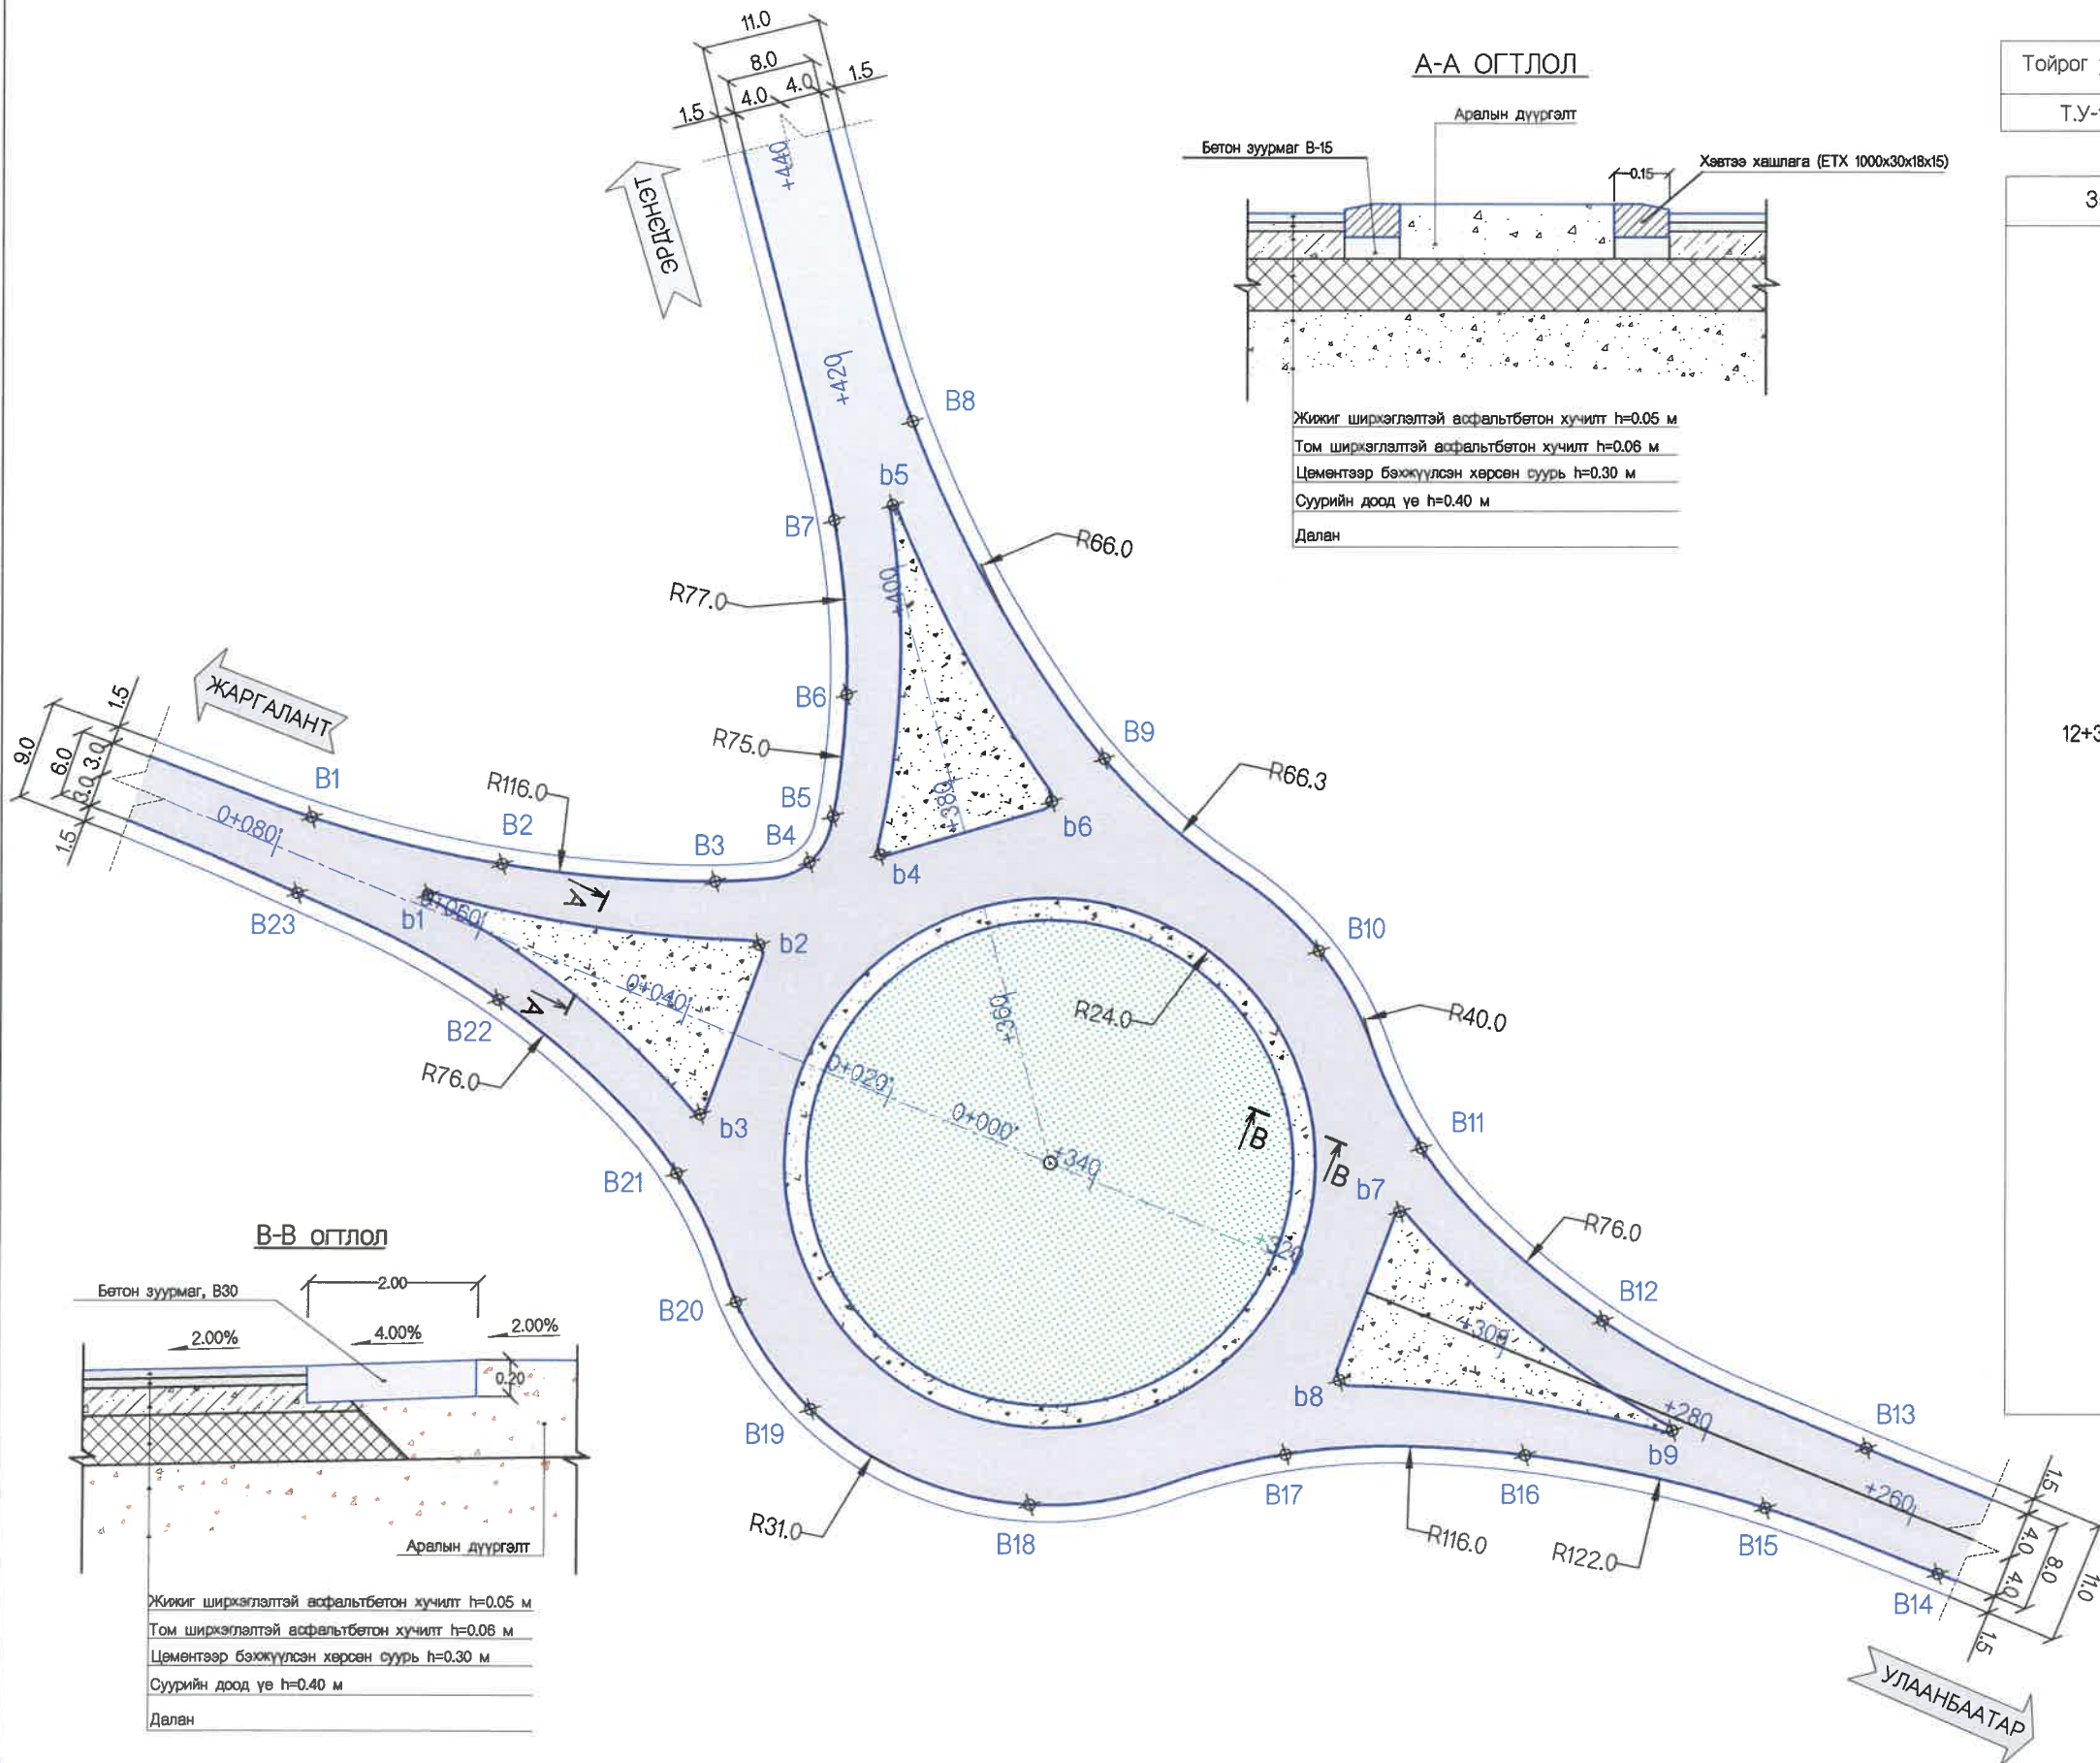 11.0
8.0
4.0
4.0
1.5
1.5
+440
ЭРДЭНЭТ
+420
B8
b5
B7
R66.0
R77.0
+400
B6
R75.0
B9
R66.3
+380
b6
b4
B5
B4
B3
B2
B1
R116.0
ЖАРГАЛАНТ
9.0
6.0
3.0
3.0
1.5
1.5
0+080
B23
b1
0+060
A
A
b2
0+040
B22
R76.0
b3
0+020
0+000
+360
R24.0
+340
+320
B
B
B10
R40.0
B11
b7
R76.0
B12
B21
B20
B19
R31.0
B18
B17
R116.0
B16
R122.0
B15
b8
b9
+300
+280
+260
B13
B14
1.5
4.0
4.0
8.0
11.0
1.5
УЛААНБААТАР
А-А ОГТЛОЛ
Аралын дүүргэлт
Бетон зуурмаг B-15
Хэвтээ хашлага (ETX 1000x30x18x15)
0.15
Жижиг ширхэглэлтэй асфальтбетон хучилт h=0.05 м
Том ширхэглэлтэй асфальтбетон хучилт h=0.06 м
Цементээр бэхжүүлсэн хөрсөн суурь h=0.30 м
Суурийн доод үе h=0.40 м
Далан
В-В ОГТЛОЛ
Бетон зуурмаг, B30
2.00
2.00%
4.00%
2.00%
0.20
Аралын дүүргэлт
Жижиг ширхэглэлтэй асфальтбетон хучилт h=0.05 м
Том ширхэглэлтэй асфальтбетон хучилт h=0.06 м
Цементээр бэхжүүлсэн хөрсөн суурь h=0.30 м
Суурийн доод үе h=0.40 м
Далан
Тойрог
Т.У-
З
12+3